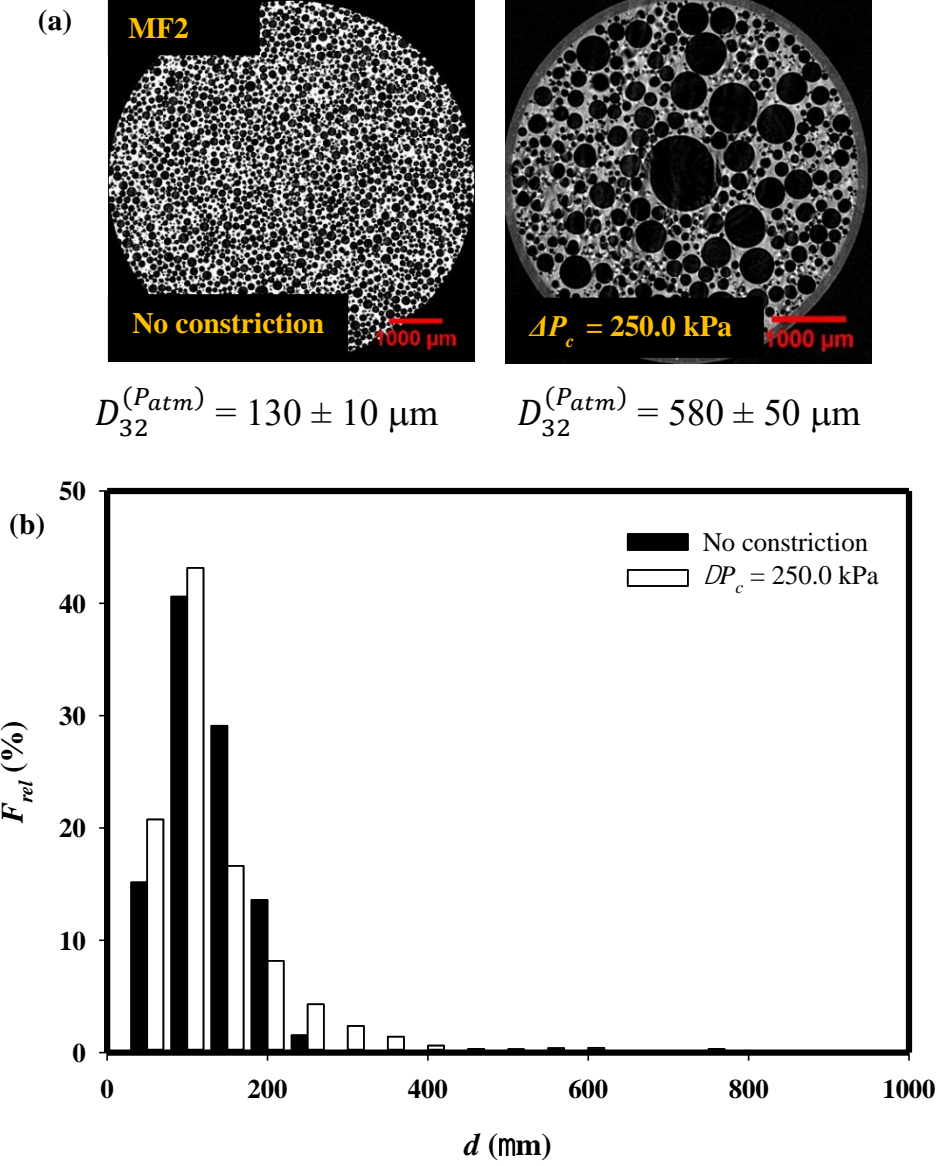 (a)
MF2
No constriction
1000 µm
ΔP_c = 250.0 kPa
1000 µm
D_32^(P_atm) = 130 ± 10 µm
D_32^(P_atm) = 580 ± 50 µm
(b)
50
40
30
20
10
0
F_rel (%)
No constriction
DP_c = 250.0 kPa
0 200 400 600 800 1000
d (mm)